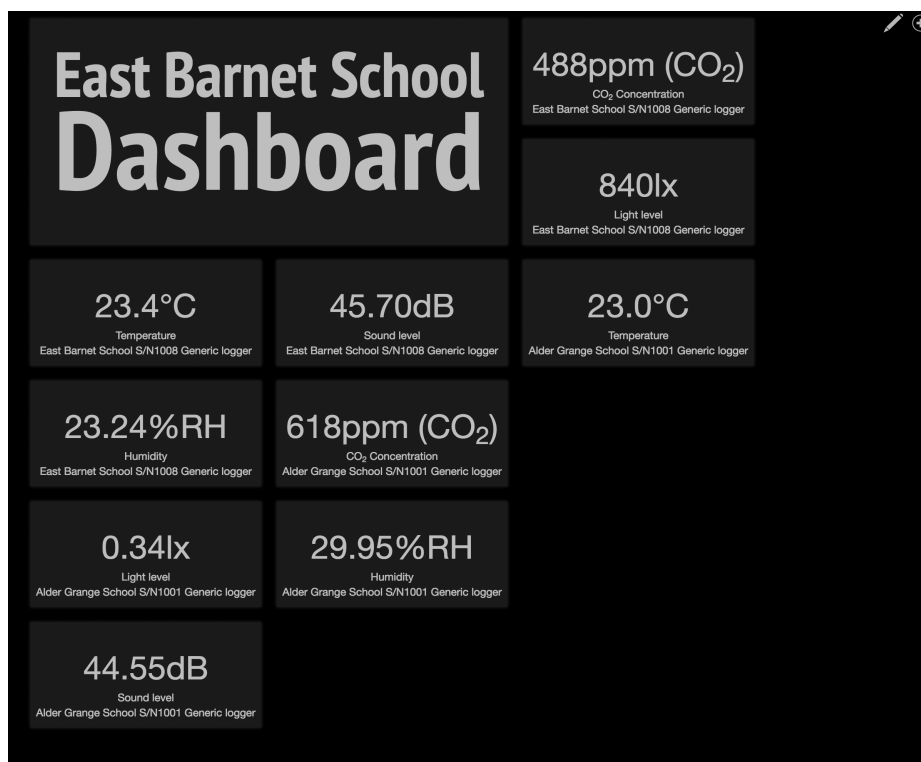 East Barnet School
Dashboard
488ppm (CO₂)
CO₂ Concentration
East Barnet School S/N1008 Generic logger
840lx
Light level
East Barnet School S/N1008 Generic logger
23.4°C
Temperature
East Barnet School S/N1008 Generic logger
45.70dB
Sound level
East Barnet School S/N1008 Generic logger
23.0°C
Temperature
Alder Grange School S/N1001 Generic logger
23.24%RH
Humidity
East Barnet School S/N1008 Generic logger
618ppm (CO₂)
CO₂ Concentration
Alder Grange School S/N1001 Generic logger
0.34lx
Light level
Alder Grange School S/N1001 Generic logger
29.95%RH
Humidity
Alder Grange School S/N1001 Generic logger
44.55dB
Sound level
Alder Grange School S/N1001 Generic logger